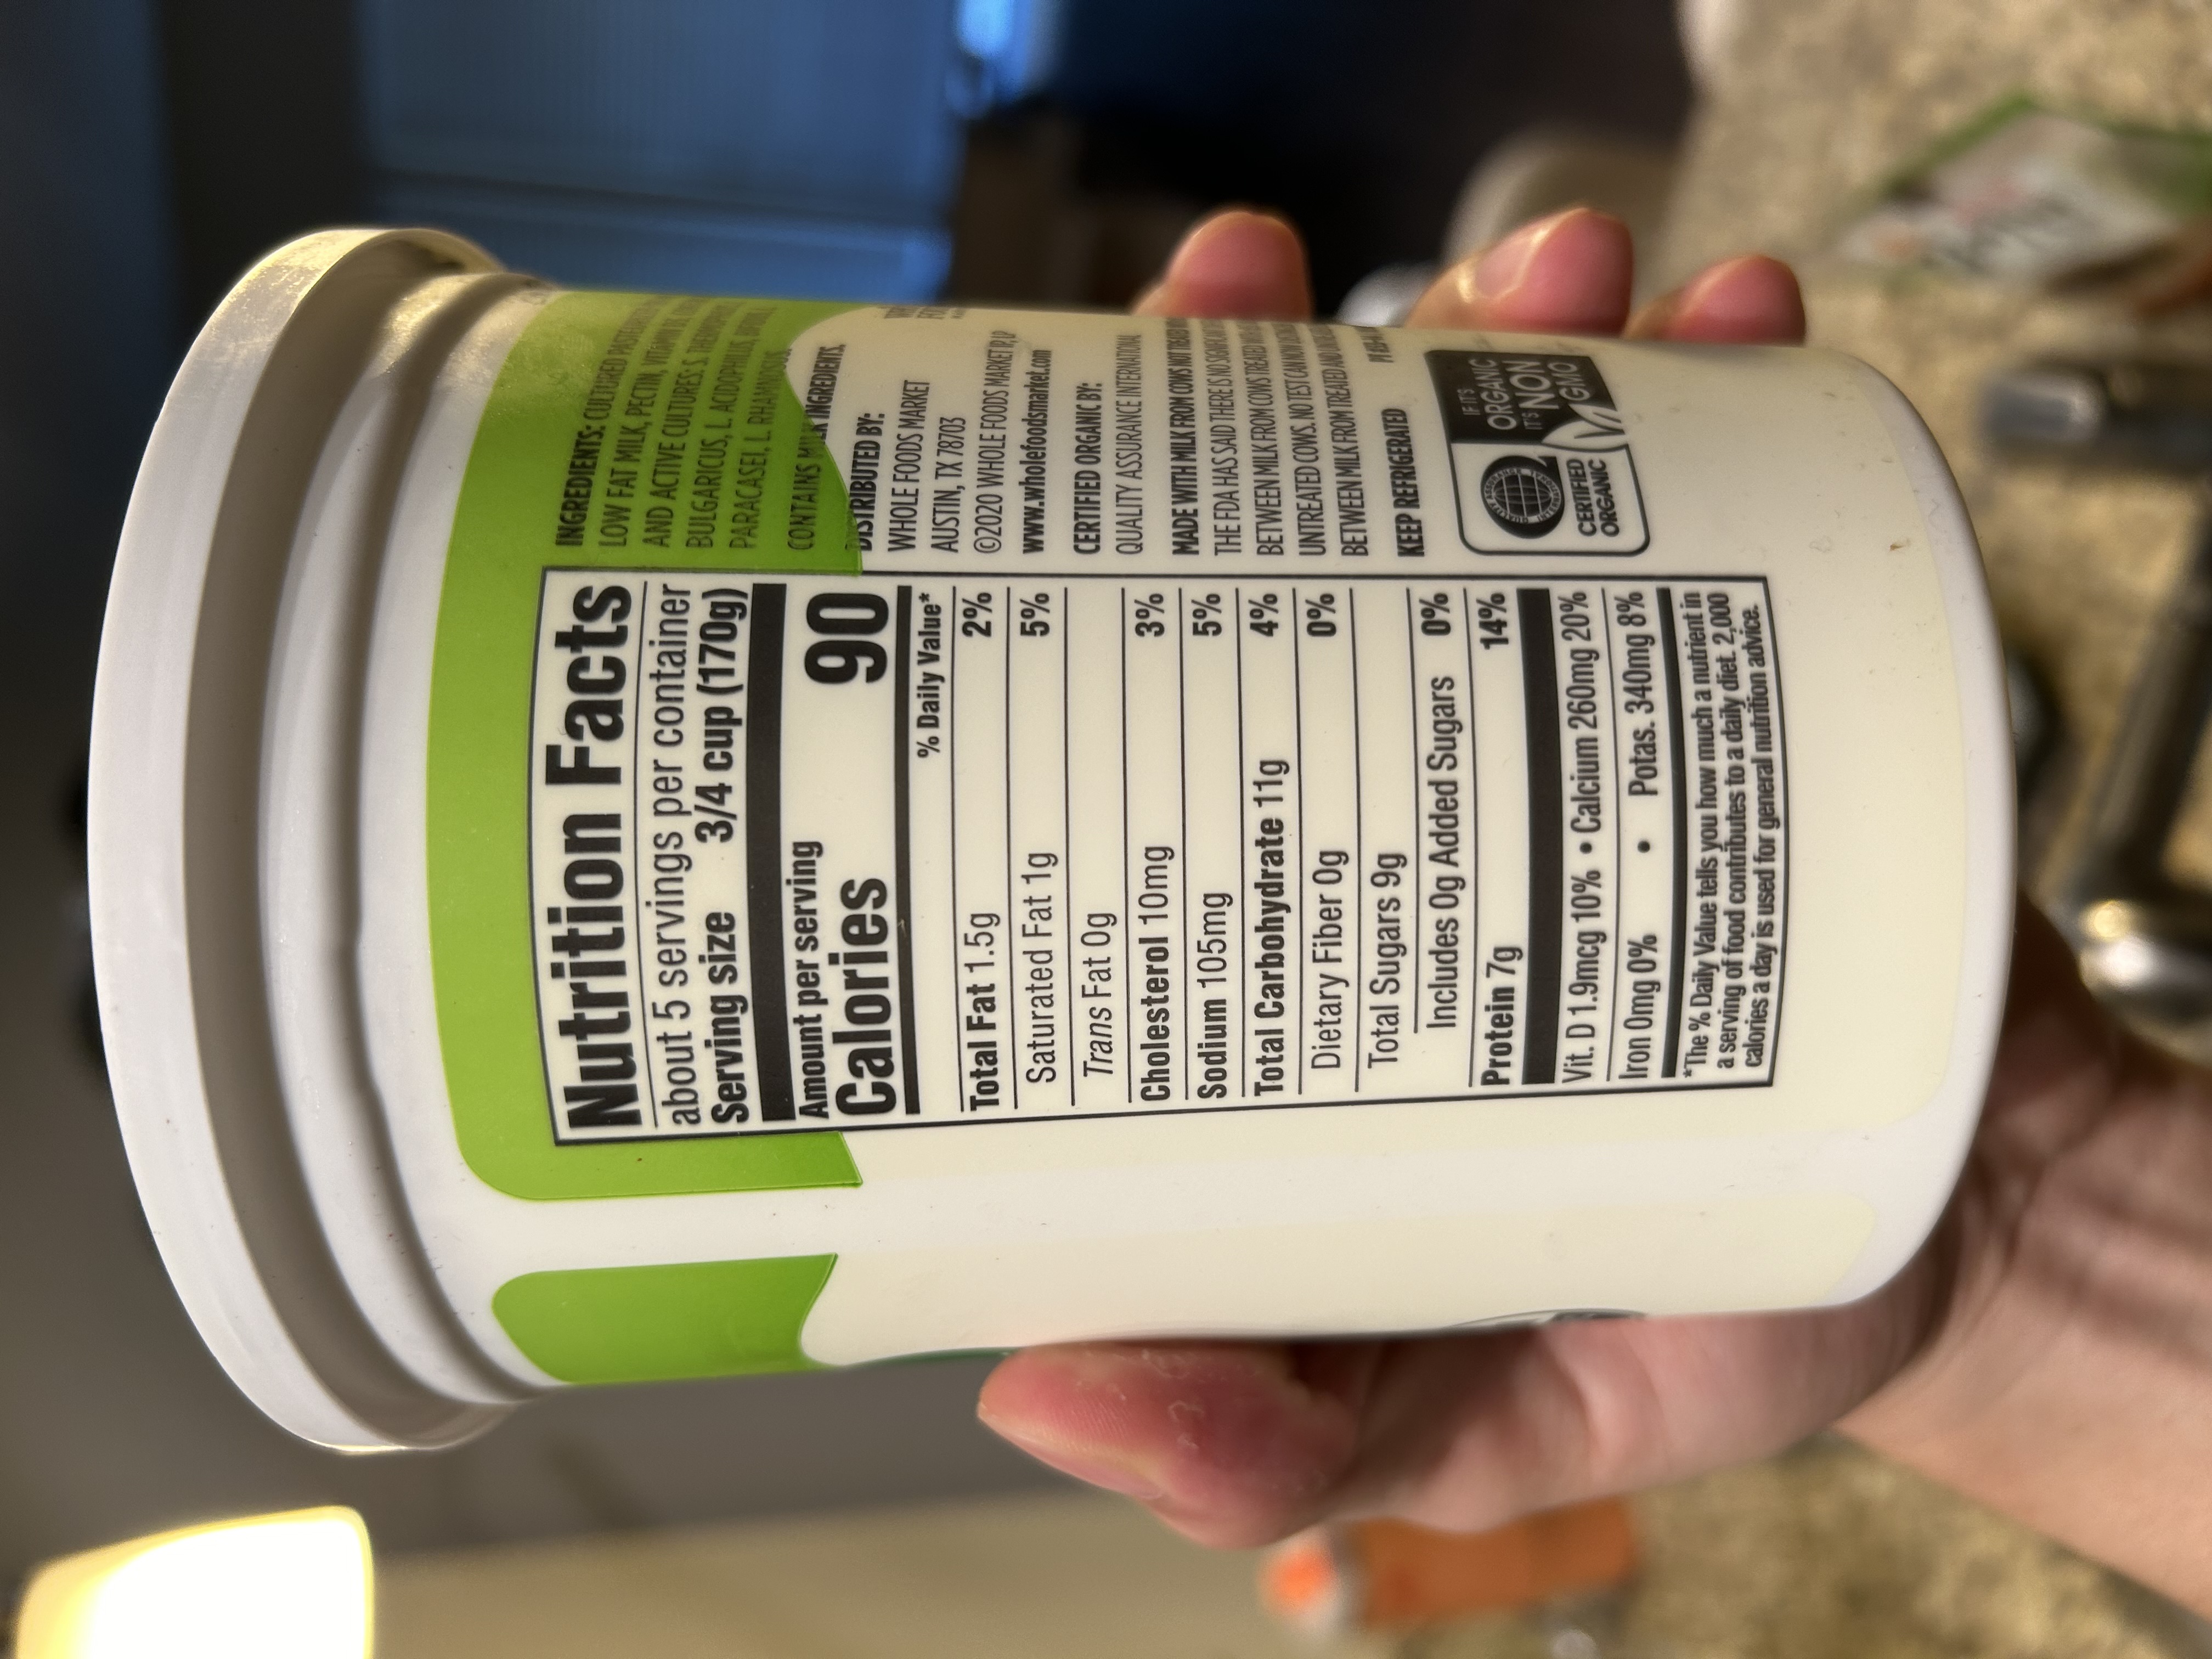 Nutrition Facts
about 5 servings per container
Serving size 3/4 cup (170g)
Amount per serving
Calories 90
% Daily Value*
Total Fat 1.5g 2%
Saturated Fat 1g 5%
Trans Fat 0g
Cholesterol 10mg 3%
Sodium 105mg 5%
Total Carbohydrate 11g 4%
Dietary Fiber 0g 0%
Total Sugars 9g
Includes 0g Added Sugars 0%
Protein 7g 14%
Vit. D 1.9mcg 10% • Calcium 260mg 20%
Iron 0mg 0% • Potas. 340mg 8%
*The % Daily Value tells you how much a nutrient in
a serving of food contributes to a daily diet. 2,000
calories a day is used for general nutrition advice.
INGREDIENTS: CULTURED
LOW FAT MILK, PECTIN, VITAMIN
AND ACTIVE CULTURES: S.
BULGARICUS, L. ACIDOPHILUS,
PARACASEI, L. RHAMNOSUS.
CONTAINS MILK INGREDIENTS.
DISTRIBUTED BY:
WHOLE FOODS MARKET
AUSTIN, TX 78703
©2020 WHOLE FOODS MARKET IP, LP
www.wholefoodsmarket.com
CERTIFIED ORGANIC BY:
QUALITY ASSURANCE INTERNATIONAL
MADE WITH MILK FROM COWS NOT TREATED
THE FDA HAS SAID THERE IS NO
BETWEEN MILK FROM COWS TREATED
UNTREATED COWS. NO TEST CAN NOW
BETWEEN MILK FROM TREATED AND
KEEP REFRIGERATED
CERTIFIED
ORGANIC
IF IT'S
ORGANIC
IT'S NON
GMO